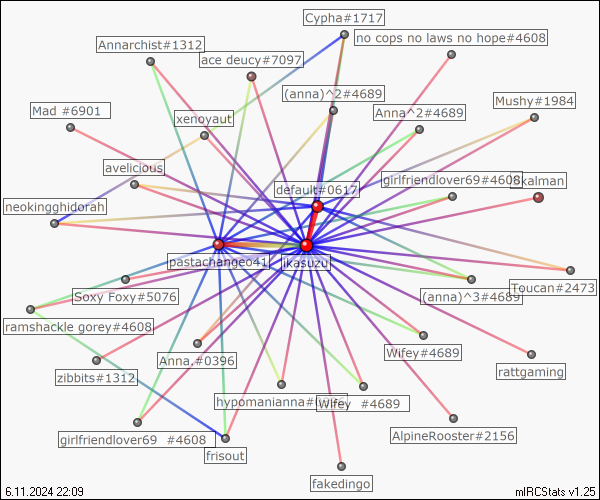 Cypha#1717
no cops no laws no hope#4608
Annarchist#1312
ace deucy#7097
(anna)^2#4689
Mushy#1984
Mad #6901
Anna^2#4689
xenoyaut
avelicious
girlfriendlover69#4608
kalman
default#0617
neokingghidorah
pastachangeo41
ikasuzu
Toucan#2473
Soxy Foxy#5076
(anna)^3#4689
ramshackle gorey#4608
Wifey#4689
Anna,#0396
zibbits#1312
rattgaming
hypomanianna#
Wifey #4689
AlpineRooster#2156
girlfriendlover69 #4608
frisout
fakedingo
6.11.2024 22:09
mIRCStats v1.25